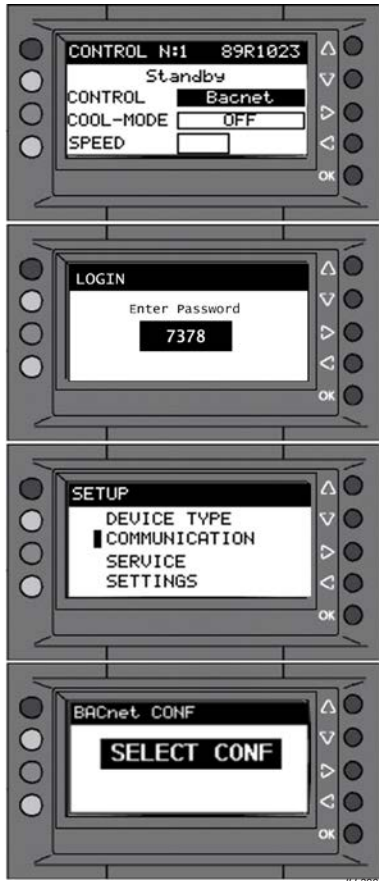 CONTROL N:1 89R1023
Standby
CONTROL Bacnet
COOL-MODE OFF
SPEED
OK
LOGIN
Enter Password
7378
OK
SETUP
DEVICE TYPE
COMMUNICATION
SERVICE
SETTINGS
OK
BACnet CONF
SELECT CONF
OK